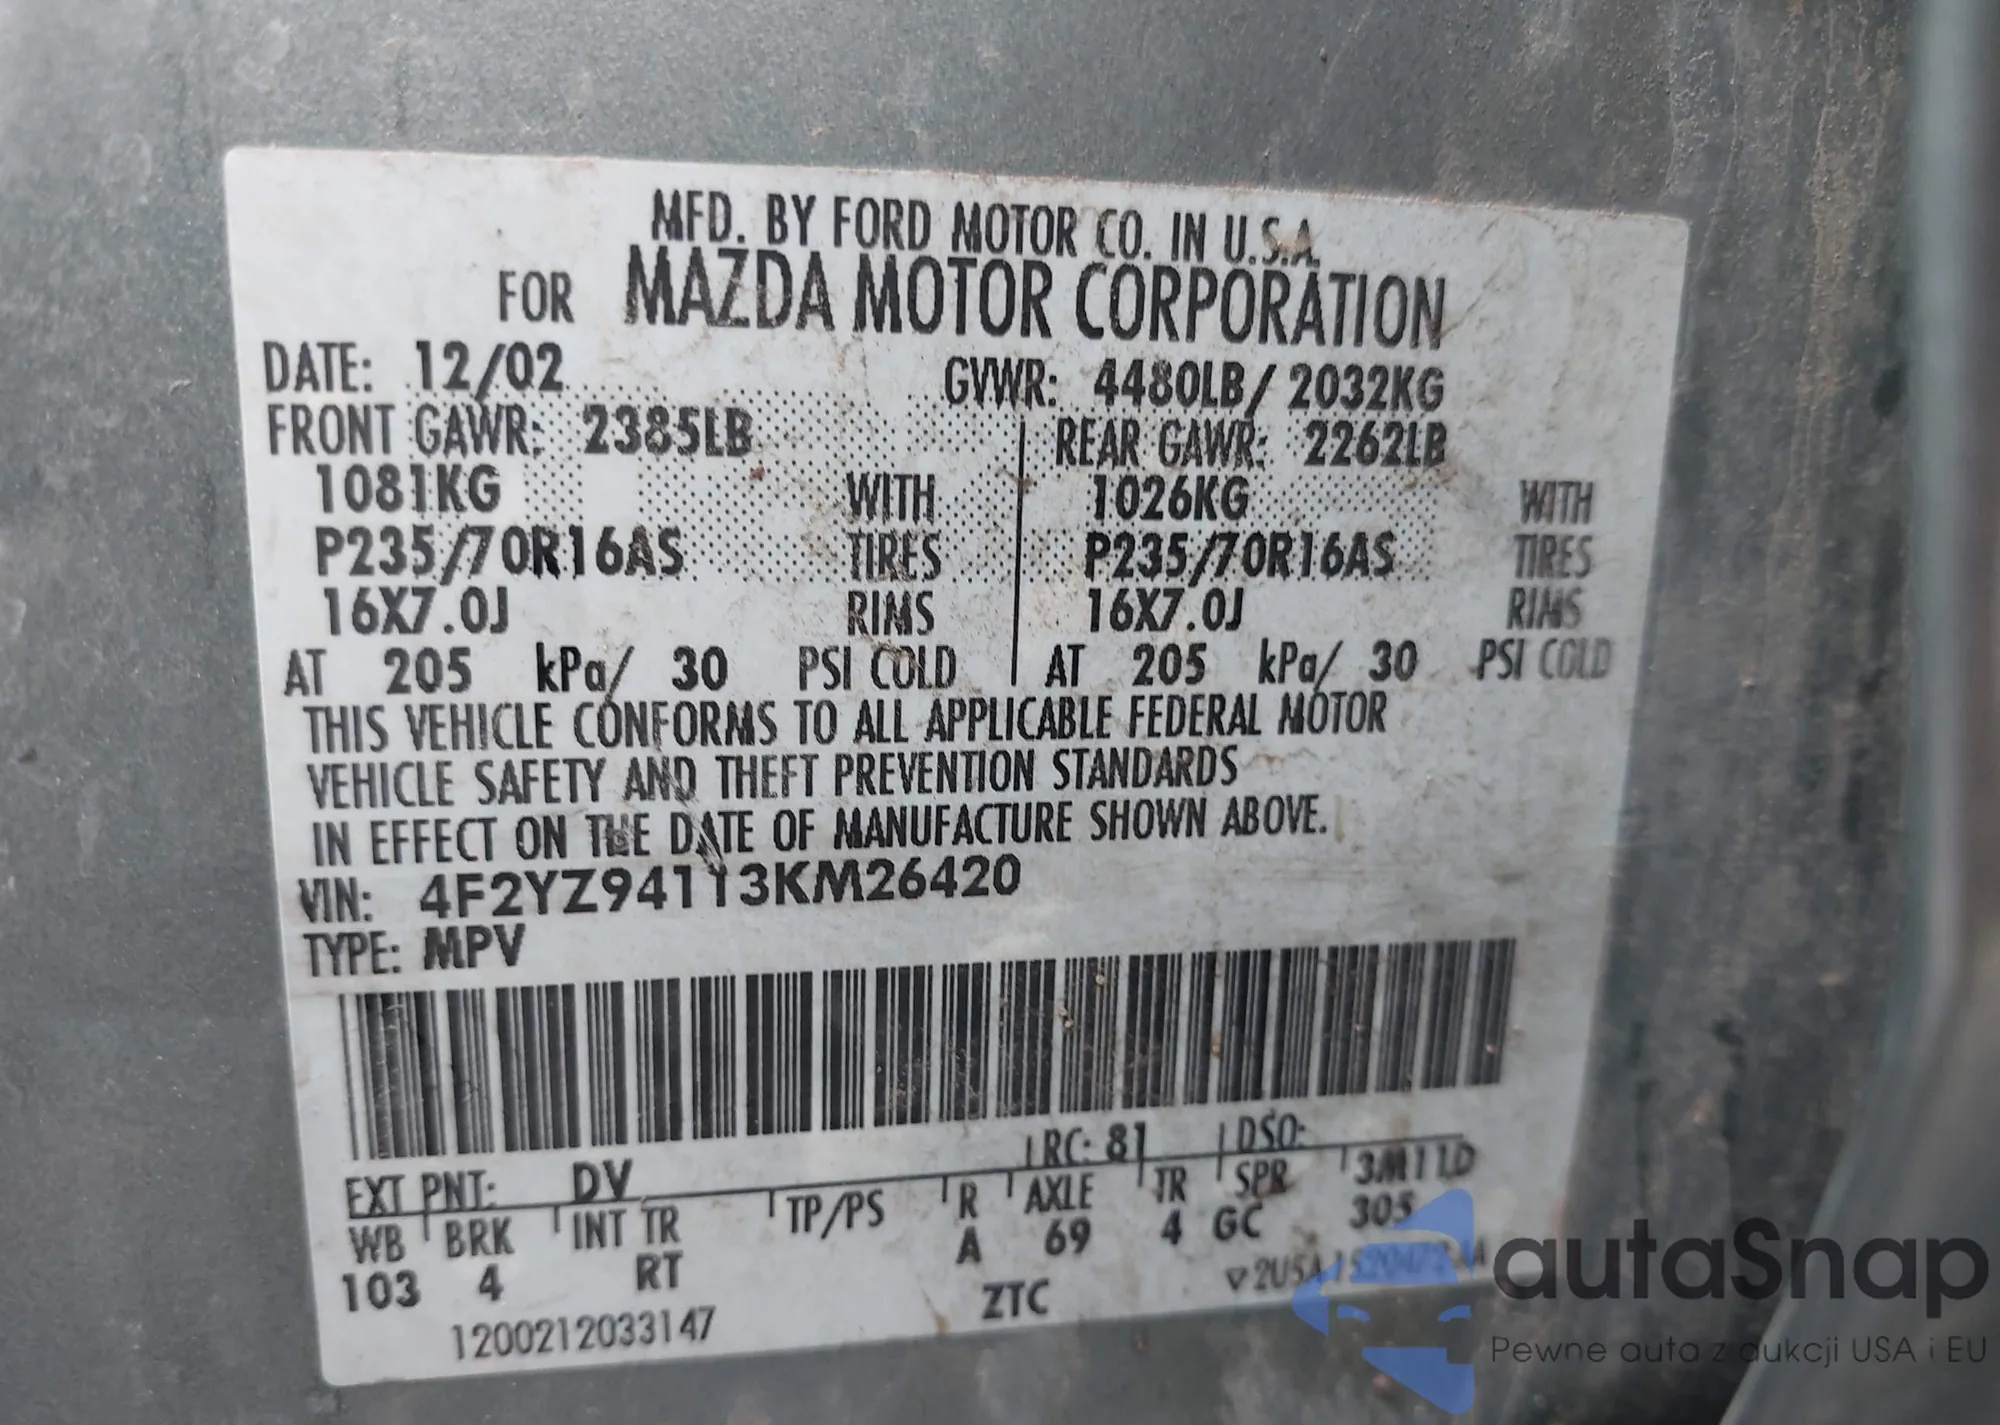 MFD. BY FORD MOTOR CO. IN U.S.A.
FOR MAZDA MOTOR CORPORATION
DATE: 12/02 GVWR: 4480LB/ 2032KG
FRONT GAWR: 2385LB REAR GAWR: 2262LB
1081KG WITH 1026KG WITH
P235/70R16AS TIRES P235/70R16AS TIRES
16X7.0J RIMS 16X7.0J RIMS
AT 205 kPa/ 30 PSI COLD AT 205 kPa/ 30 PSI COLD
THIS VEHICLE CONFORMS TO ALL APPLICABLE FEDERAL MOTOR
VEHICLE SAFETY AND THEFT PREVENTION STANDARDS
IN EFFECT ON THE DATE OF MANUFACTURE SHOWN ABOVE.
VIN: 4F2YZ94113KM26420
TYPE: MPV
EXT PNT: DV RC: 81 DSO:
WB BRK INT TR TP/PS R AXLE TR SPR 3M11D
103 4 RT A 69 4 GC 305
1200212033147 ZTC
autaSnap
Pewne auta z aukcji USA i EU